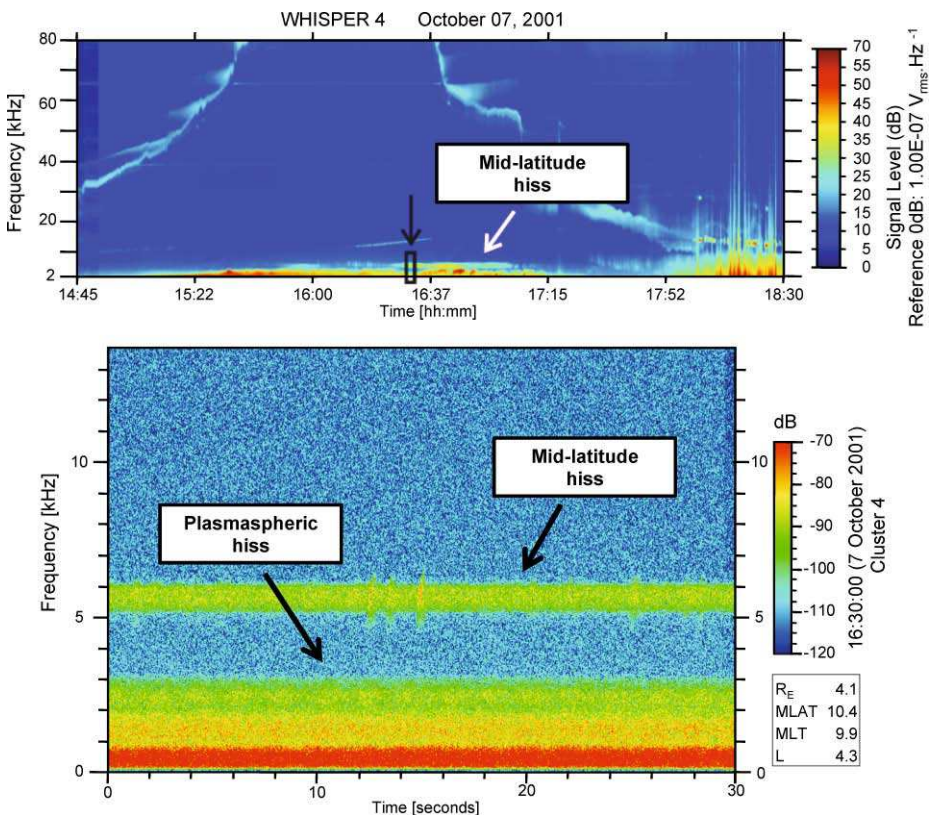 WHISPER 4 October 07, 2001
80
60
40
20
2
Frequency [kHz]
Mid-latitude
hiss
14:45 15:22 16:00 16:37 17:15 17:52 18:30
Time [hh:mm]
70
65
55
50
45
40
35
30
25
20
15
10
5
0
Signal Level (dB)
Reference 0dB: 1.00E-07 Vrms.Hz -1
10
5
0
Frequency [kHz]
Mid-latitude
hiss
Plasmaspheric
hiss
10
5
0
0 10 20 30
Time [seconds]
dB
-70
-80
-90
-100
-110
-120
16:30:00 (7 October 2001)
Cluster 4
RE 4.1
MLAT 10.4
MLT 9.9
L 4.3